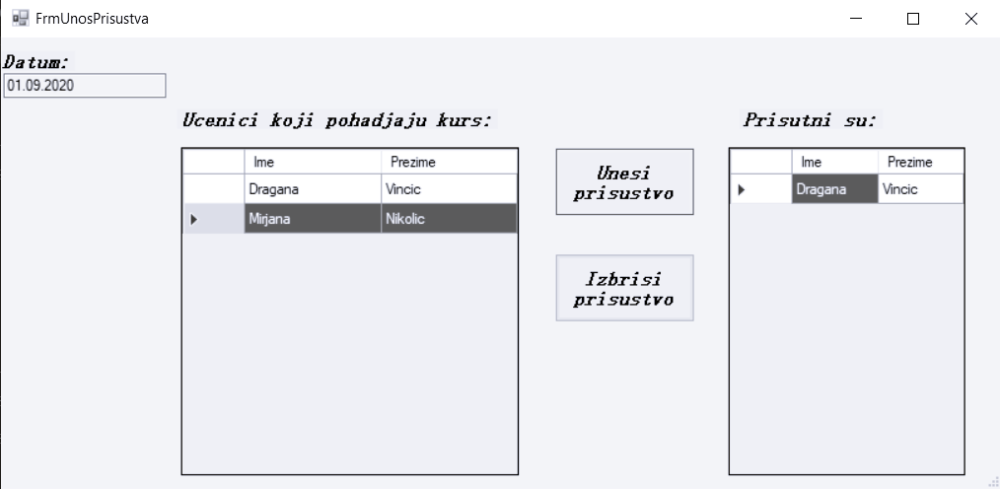 FrmUnosPrisustva
Datum:
01.09.2020
Ucenici koji pohadjaju kurs:
Ime Prezime
Dragana Vincic
Mirjana Nikolic
Unesi
prisustvo
Izbrisi
prisustvo
Prisutni su:
Ime Prezime
Dragana Vincic